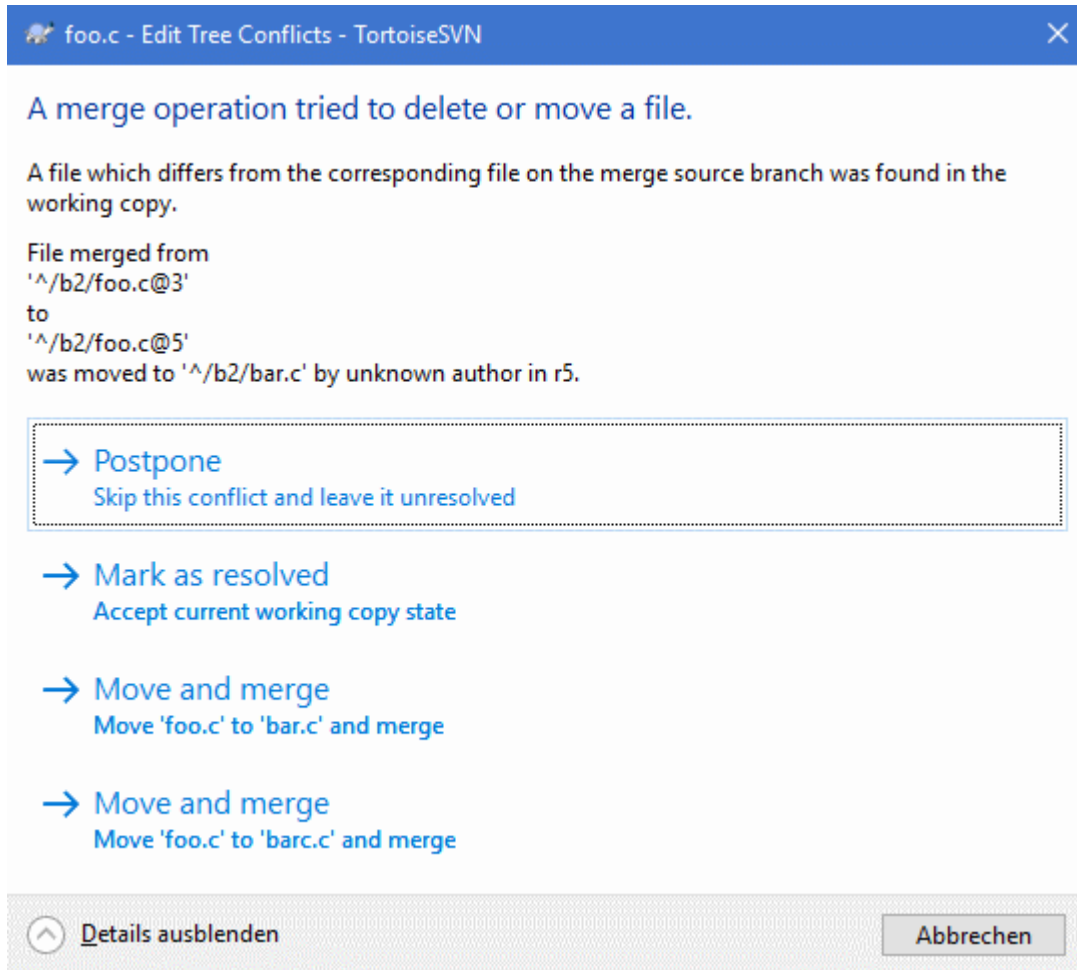 foo.c - Edit Tree Conflicts - TortoiseSVN
A merge operation tried to delete or move a file.
A file which differs from the corresponding file on the merge source branch was found in the
working copy.
File merged from
'^/b2/foo.c@3'
to
'^/b2/foo.c@5'
was moved to '^/b2/bar.c' by unknown author in r5.
Postpone
Skip this conflict and leave it unresolved
Mark as resolved
Accept current working copy state
Move and merge
Move 'foo.c' to 'bar.c' and merge
Move and merge
Move 'foo.c' to 'barc.c' and merge
Details ausblenden
Abbrechen